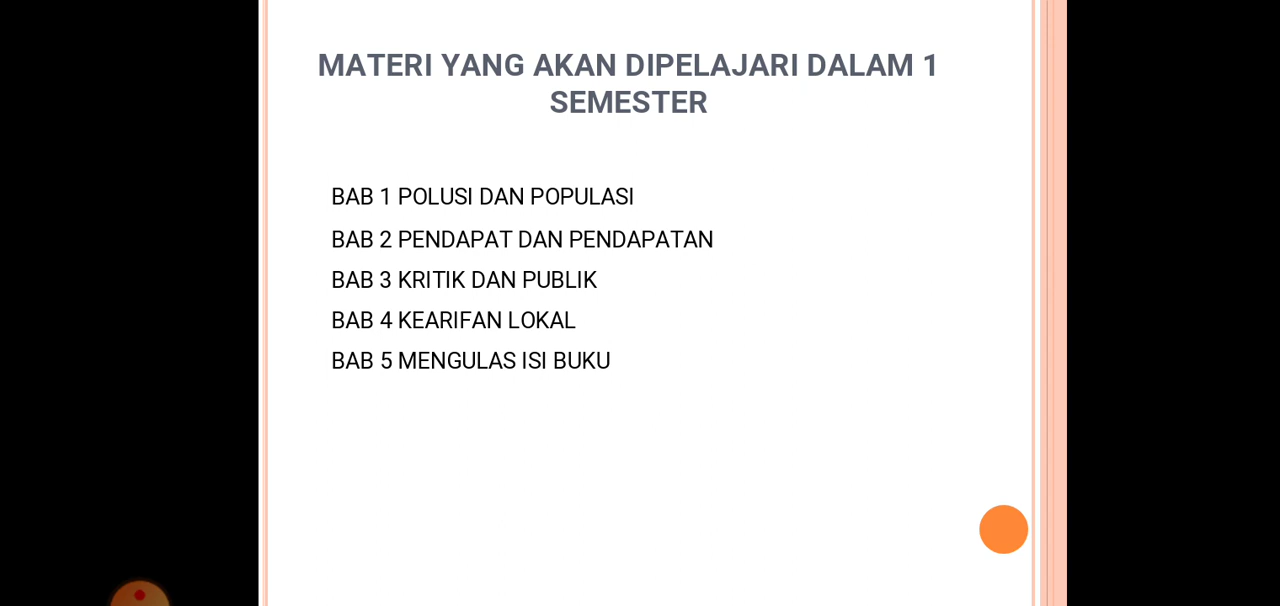 MATERI YANG AKAN DIPELAJARI DALAM 1
SEMESTER
BAB 1 POLUSI DAN POPULASI
BAB 2 PENDAPAT DAN PENDAPATAN
BAB 3 KRITIK DAN PUBLIK
BAB 4 KEARIFAN LOKAL
BAB 5 MENGULAS ISI BUKU